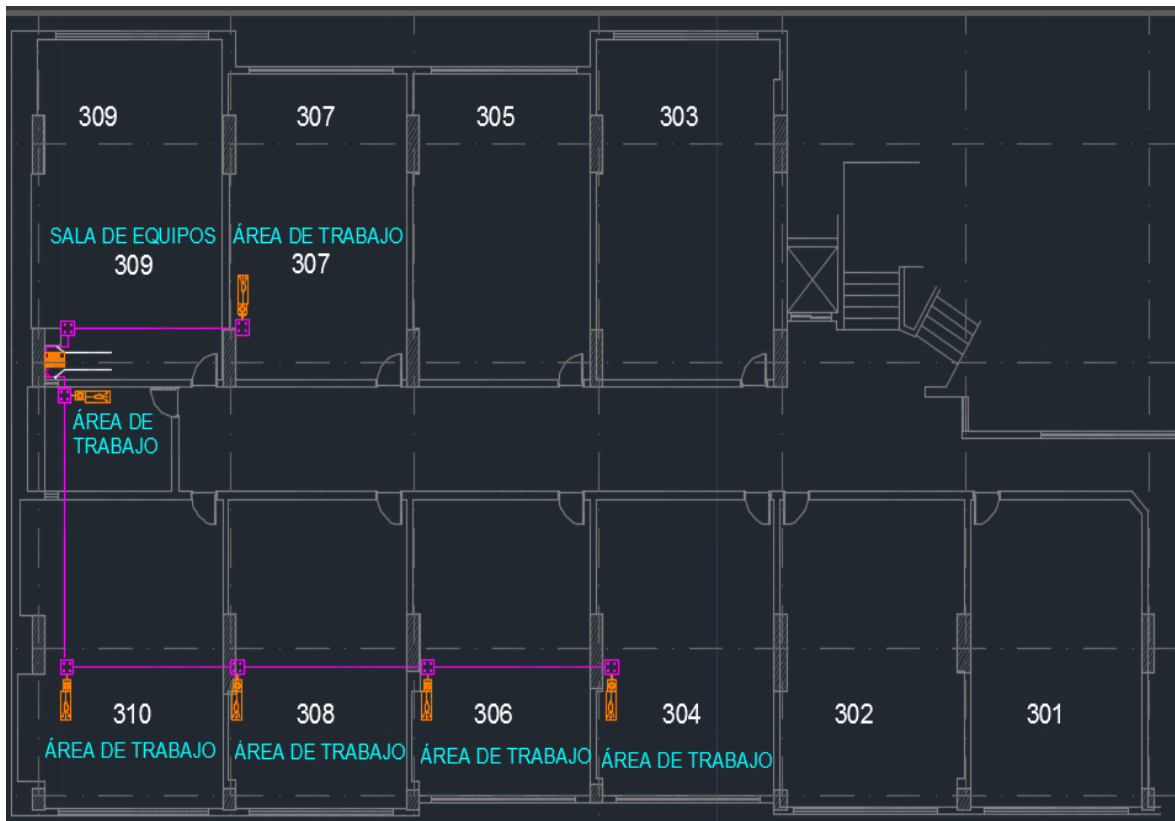 309
307
305
303
SALA DE EQUIPOS
309
ÁREA DE TRABAJO
307
ÁREA DE
TRABAJO
310
308
306
304
302
301
ÁREA DE TRABAJO
ÁREA DE TRABAJO
ÁREA DE TRABAJO
ÁREA DE TRABAJO